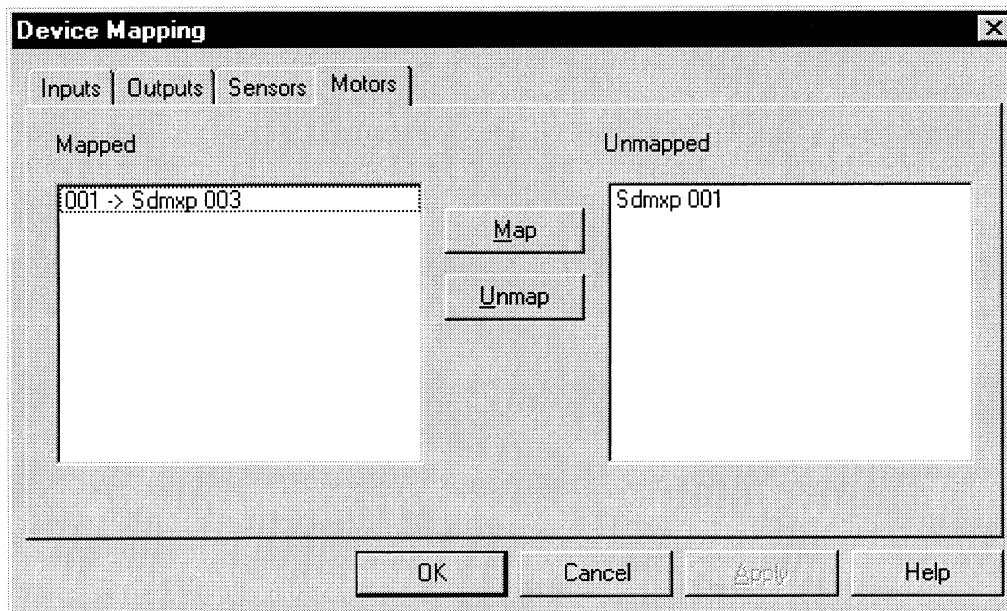 Device Mapping
Inputs Outputs Sensors Motors
Mapped
Unmapped
001 -> Sdmxp 003
Sdmxp 001
Map
Unmap
OK Cancel Apply Help